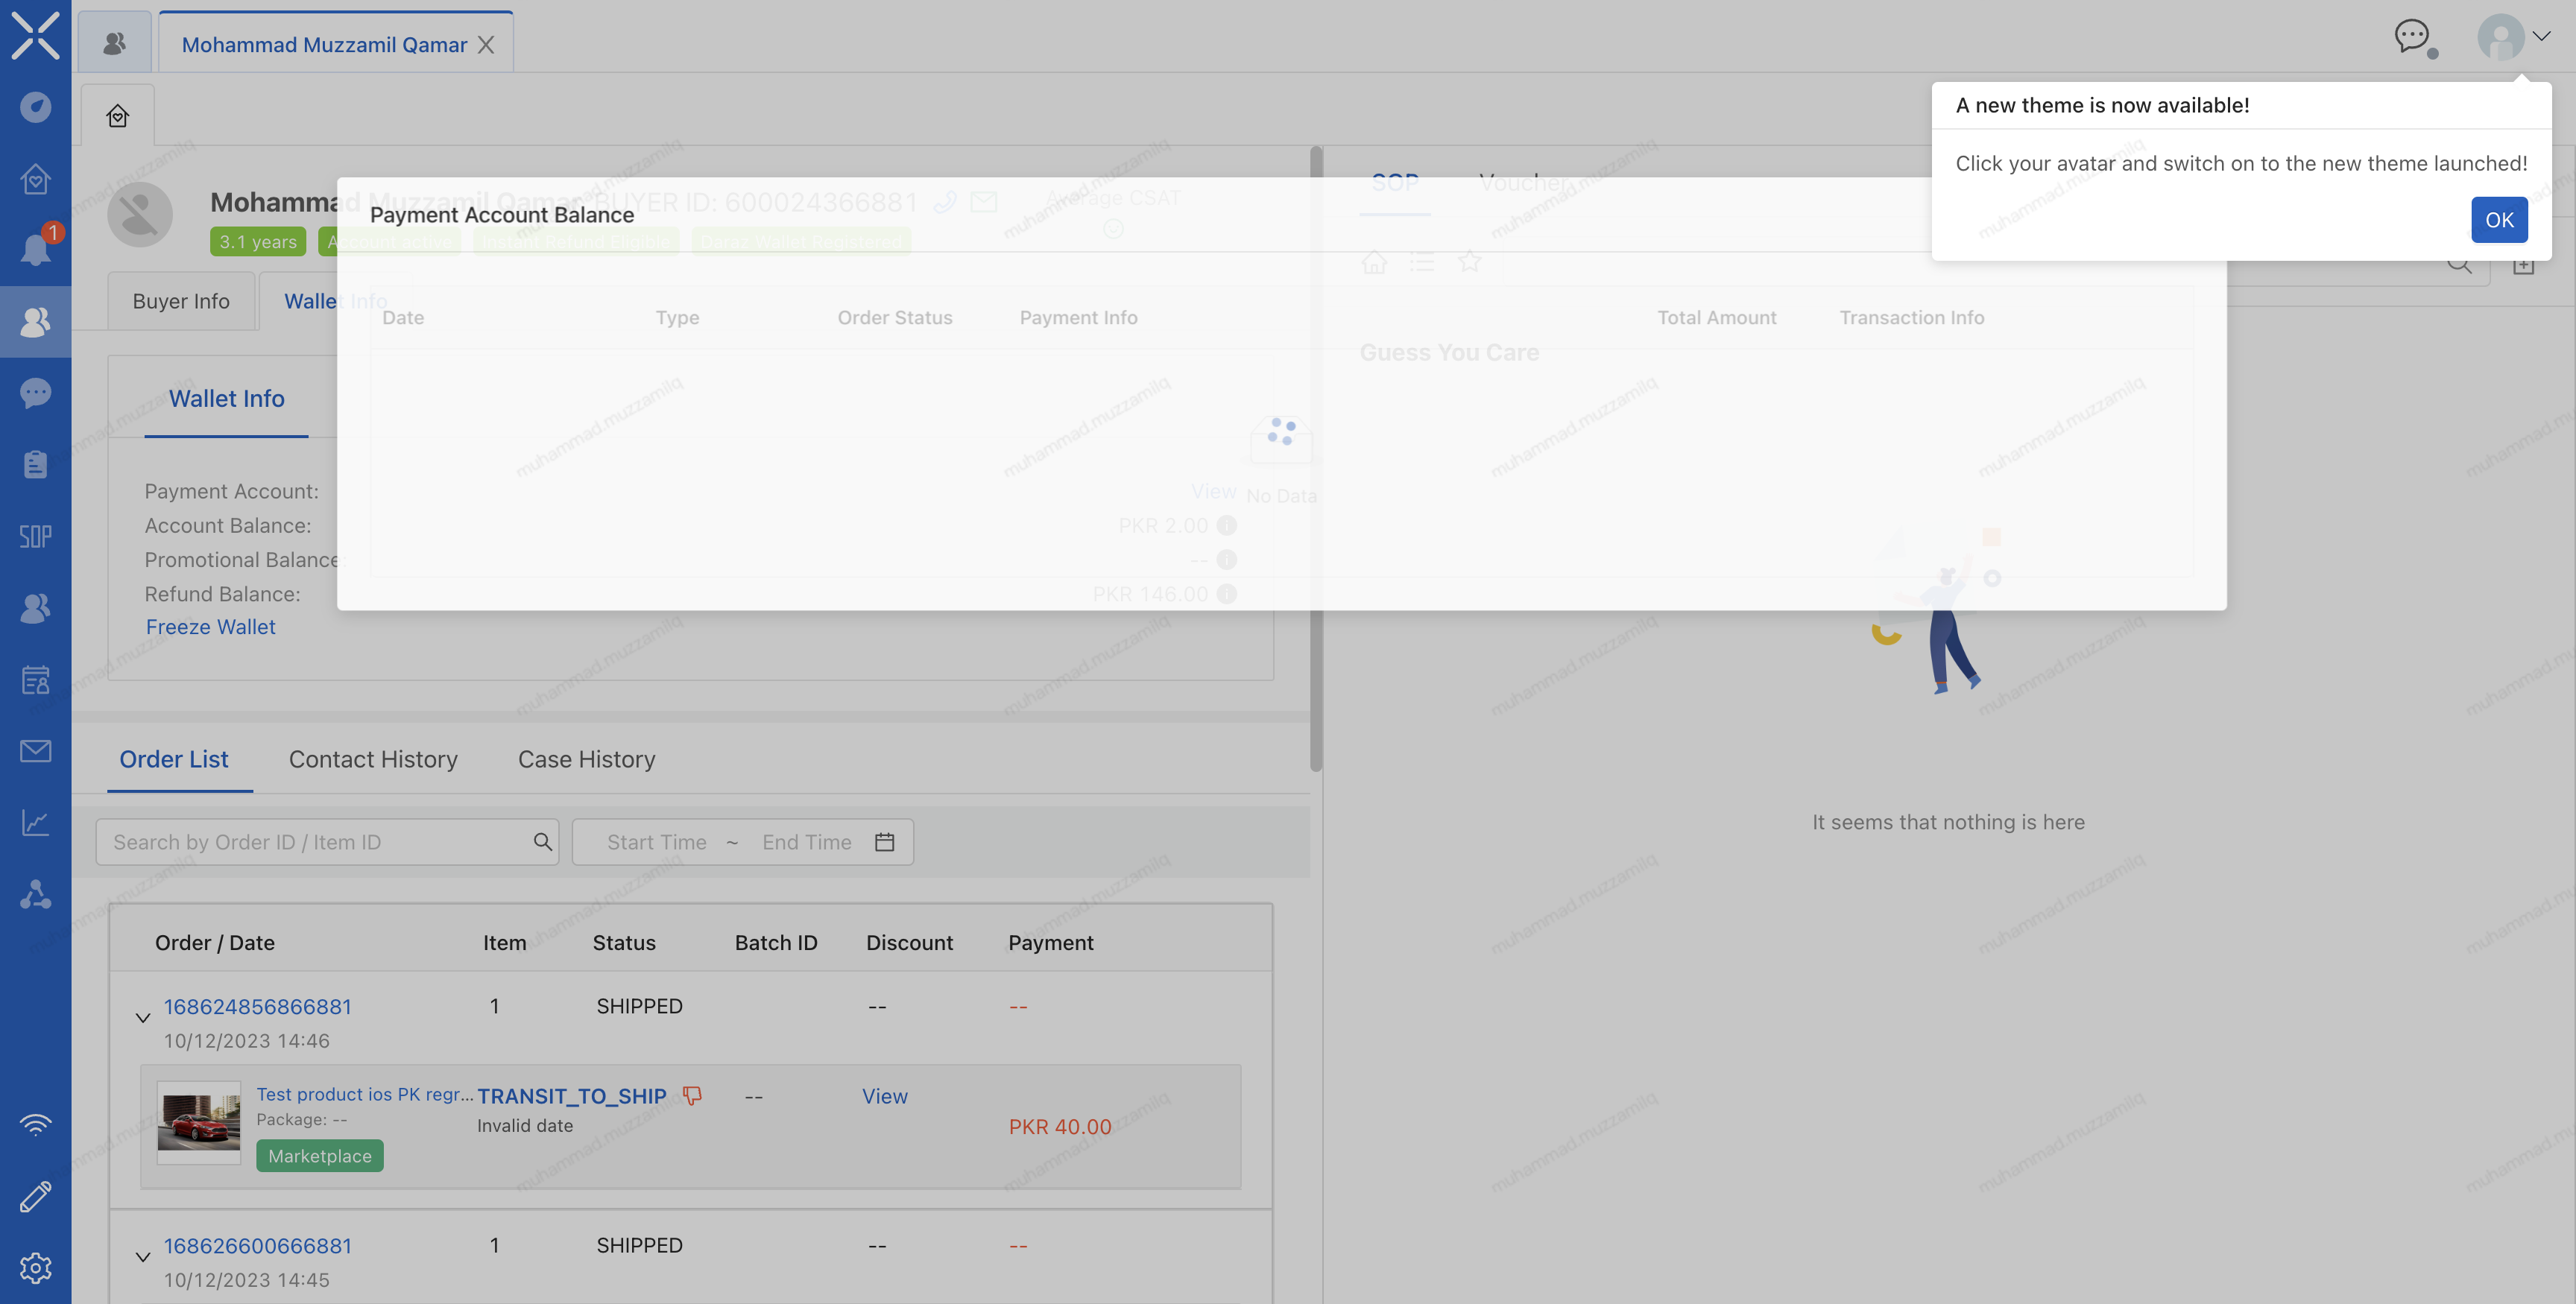 Mohammad Muzzamil Qamar
A new theme is now available!
Click your avatar and switch on to the new theme launched!
OK
1
Mohammad Muzzamil Qamar BUYER ID: 600024366881
Average CSAT
3.1 years Account active Instant Refund Eligible Daraz Wallet Registered
SOP Voucher
Payment Account Balance
Buyer Info Wallet Info
Date Type Order Status Payment Info Total Amount Transaction Info
Guess You Care
Wallet Info
No Data
Payment Account: View
Account Balance: PKR 2.00
Promotional Balance: --
Refund Balance: PKR 146.00
Freeze Wallet
SOP
Order List Contact History Case History
Search by Order ID / Item ID Start Time ~ End Time
It seems that nothing is here
Order / Date Item Status Batch ID Discount Payment
168624856866881 1 SHIPPED -- --
10/12/2023 14:46
Test product ios PK regr... TRANSIT_TO_SHIP -- View
Package: -- Invalid date PKR 40.00
Marketplace
168626600666881 1 SHIPPED -- --
10/12/2023 14:45
muhammad.muzzamilq